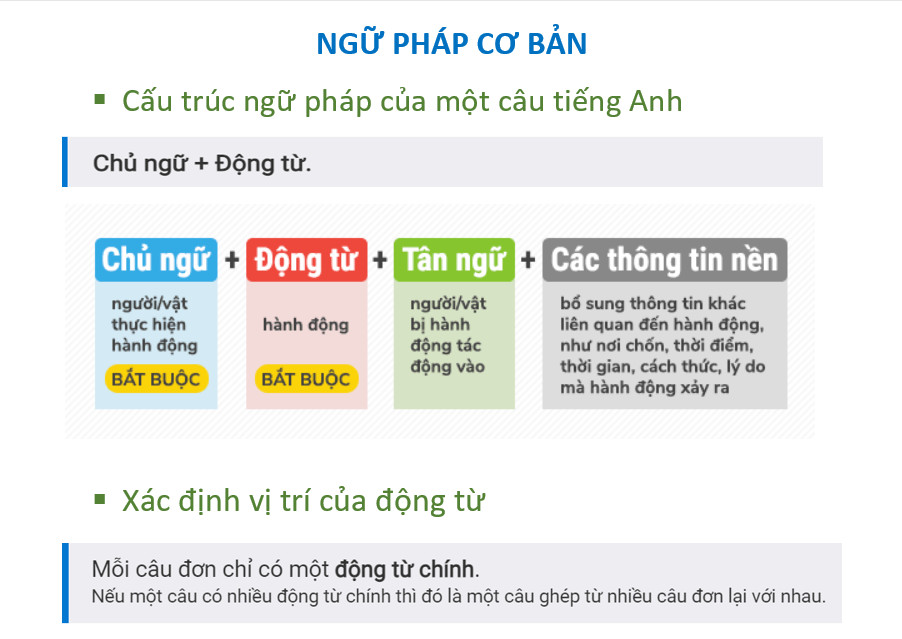 NGỮ PHÁP CƠ BẢN
▪ Cấu trúc ngữ pháp của một câu tiếng Anh
Chủ ngữ + Động từ.
Chủ ngữ + Động từ + Tân ngữ + Các thông tin nền
người/vật
thực hiện
hành động
BẮT BUỘC
hành động
BẮT BUỘC
người/vật
bị hành
động tác
động vào
bổ sung thông tin khác
liên quan đến hành động,
như nơi chốn, thời điểm,
thời gian, cách thức, lý do
mà hành động xảy ra
▪ Xác định vị trí của động từ
Mỗi câu đơn chỉ có một động từ chính.
Nếu một câu có nhiều động từ chính thì đó là một câu ghép từ nhiều câu đơn lại với nhau.